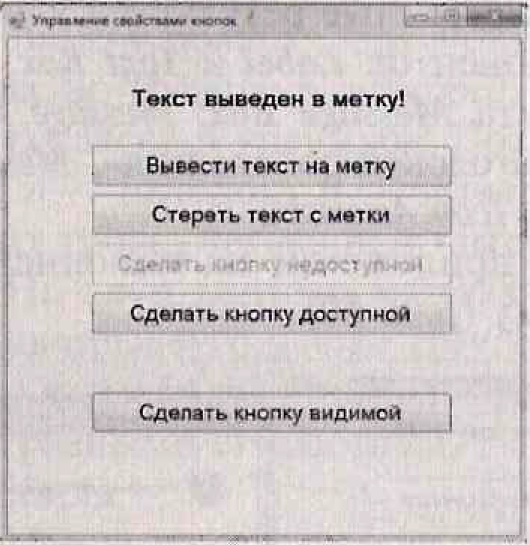 Управление свойствами кнопок
Текст выведен в метку!
Вывести текст на метку
Стереть текст с метки
Сделать кнопку недоступной
Сделать кнопку доступной
Сделать кнопку видимой